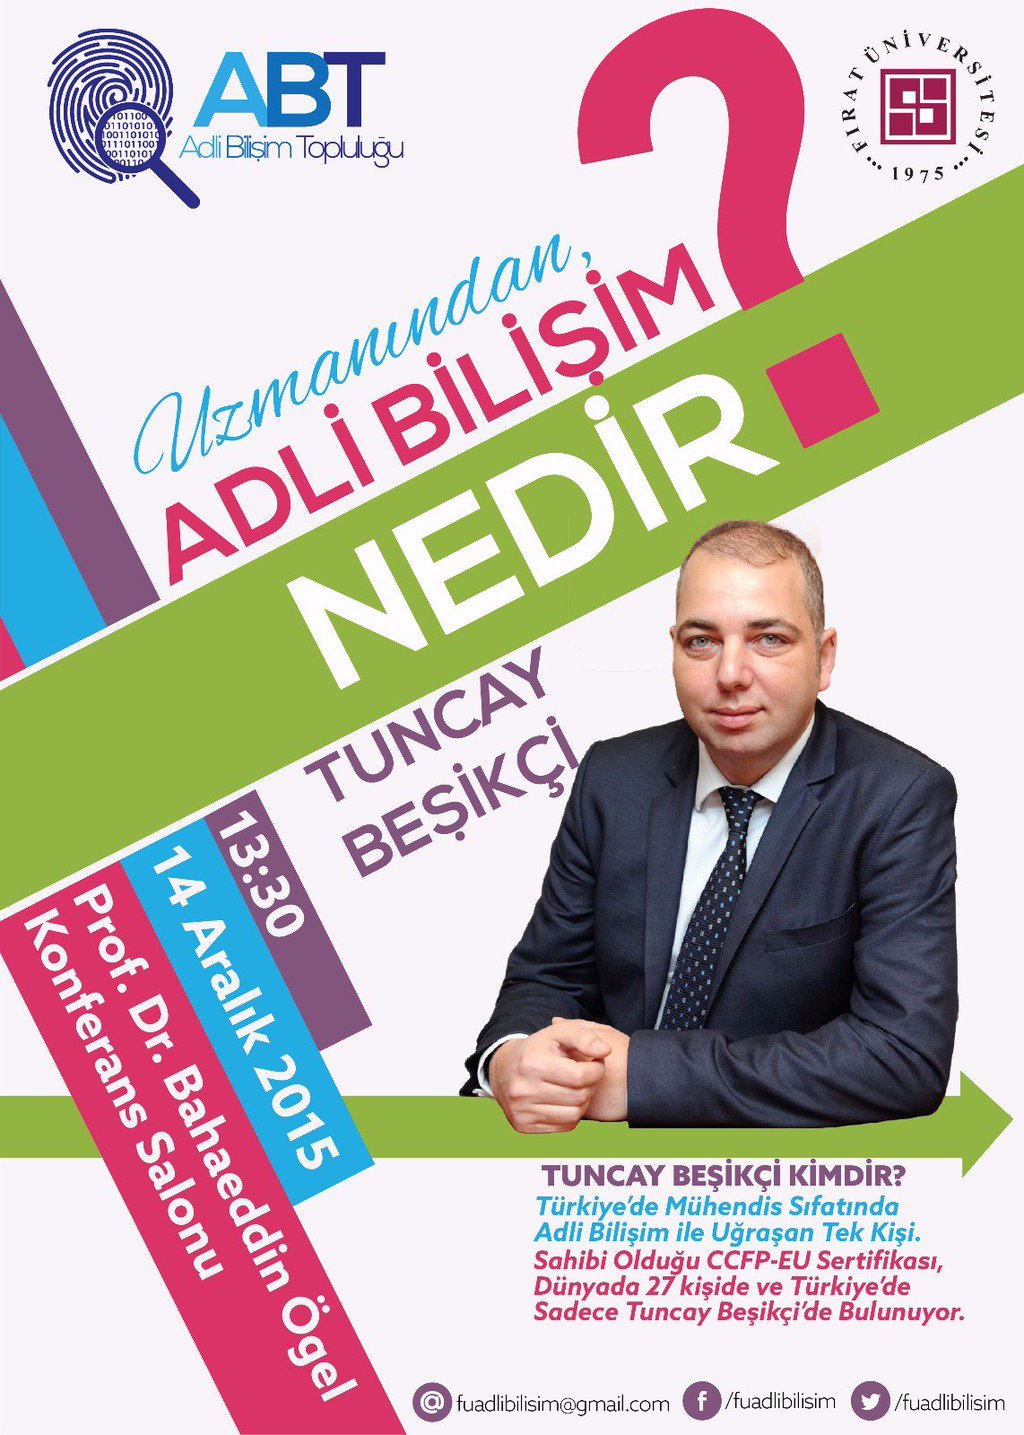 ABT
Adli Bilişim Topluluğu
FIRAT ÜNİVERSİTESİ
1975
Uzmanından,
ADLİ BİLİŞİM
NEDİR?
TUNCAY
BEŞİKÇİ
13:30
14 Aralık 2015
Prof. Dr. Bahaeddin Ögel
Konferans Salonu
TUNCAY BEŞİKÇİ KİMDİR?
Türkiye'de Mühendis Sıfatında
Adli Bilişim ile Uğraşan Tek Kişi.
Sahibi Olduğu CCFP-EU Sertifikası,
Dünyada 27 kişide ve Türkiye'de
Sadece Tuncay Beşikçi'de Bulunuyor.
fuadlibilisim@gmail.com
/fuadlibilisim
/fuadlibilisim